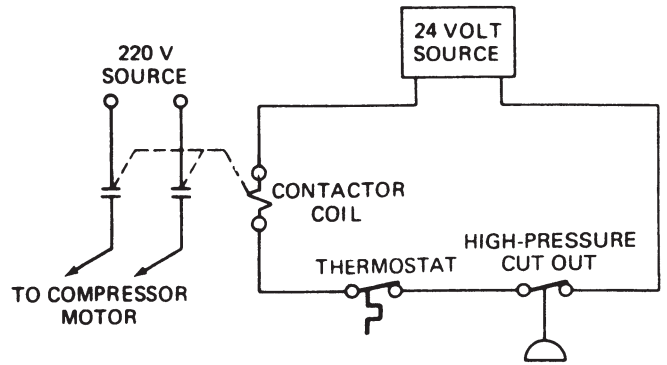 24 VOLT
SOURCE
220 V
SOURCE
CONTACTOR
COIL
HIGH-PRESSURE
CUT OUT
THERMOSTAT
TO COMPRESSOR
MOTOR